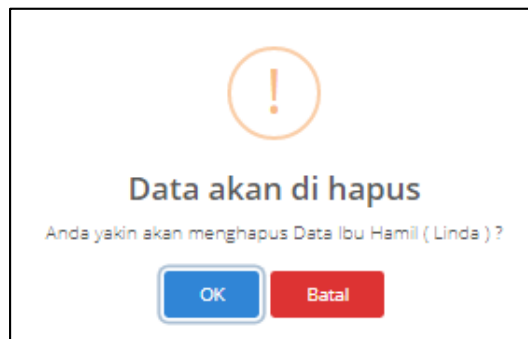 !
Data akan di hapus
Anda yakin akan menghapus Data Ibu Hamil ( Linda ) ?
OK Batal